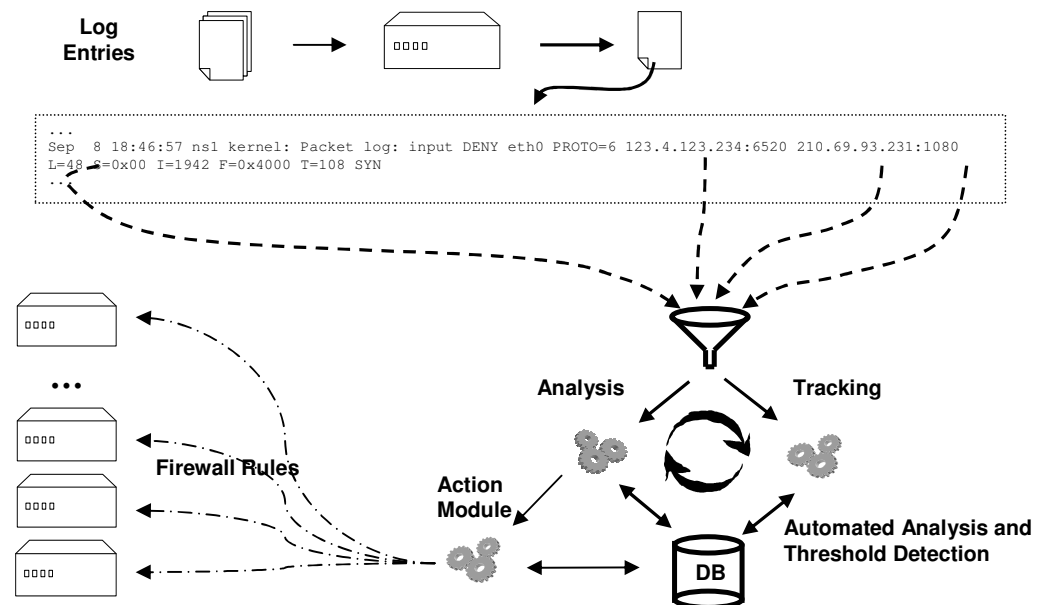 Log
Entries
...
Sep  8 18:46:57 ns1 kernel: Packet log: input DENY eth0 PROTO=6 123.4.123.234:6520 210.69.93.231:1080
L=48 S=0x00 I=1942 F=0x4000 T=108 SYN
...
Analysis
Tracking
...
Firewall Rules
Action
Module
Automated Analysis and
Threshold Detection
DB